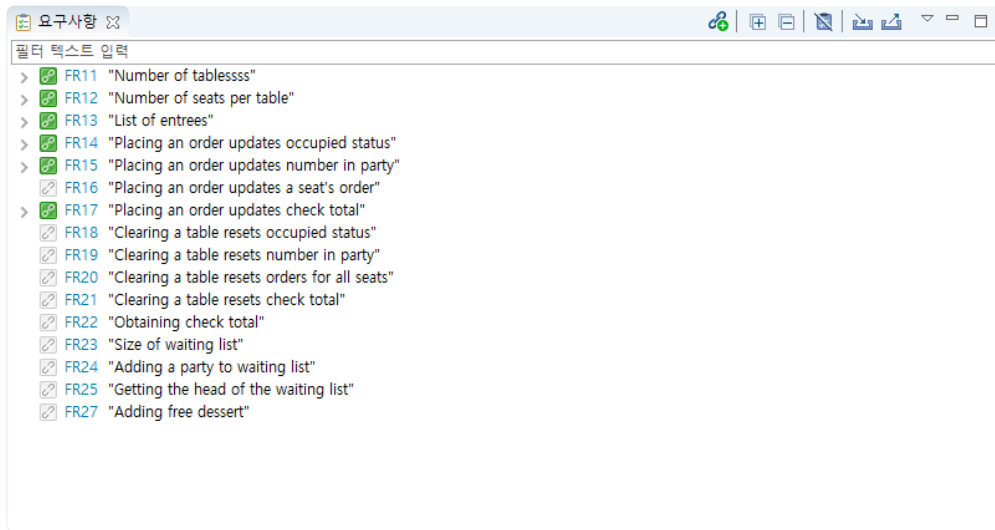 요구사항
필터 텍스트 입력
FR11 "Number of tablessss"
FR12 "Number of seats per table"
FR13 "List of entrees"
FR14 "Placing an order updates occupied status"
FR15 "Placing an order updates number in party"
FR16 "Placing an order updates a seat's order"
FR17 "Placing an order updates check total"
FR18 "Clearing a table resets occupied status"
FR19 "Clearing a table resets number in party"
FR20 "Clearing a table resets orders for all seats"
FR21 "Clearing a table resets check total"
FR22 "Obtaining check total"
FR23 "Size of waiting list"
FR24 "Adding a party to waiting list"
FR25 "Getting the head of the waiting list"
FR27 "Adding free dessert"